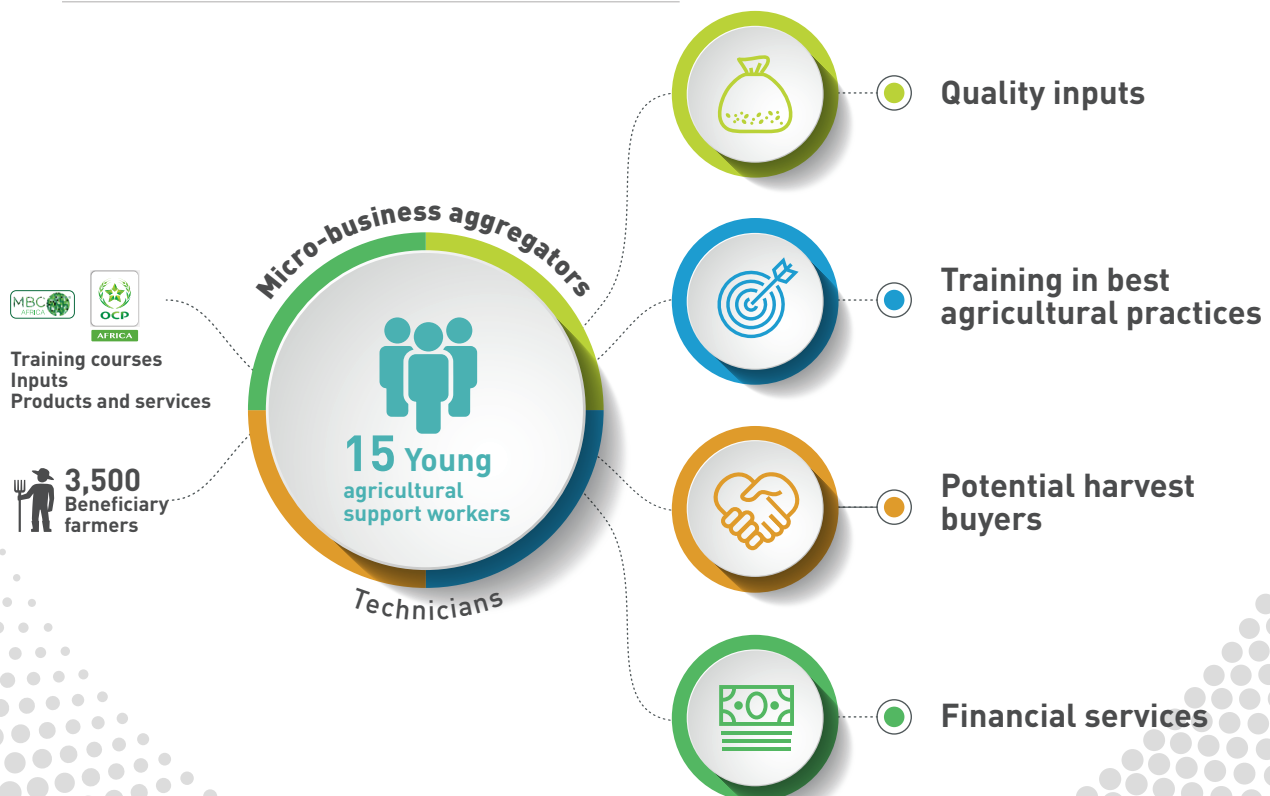 Quality inputs
Micro-business aggregators
Training in best
agricultural practices
MBC
AFRICA
OCP
AFRICA
Training courses
Inputs
Products and services
15 Young
agricultural
support workers
3,500
Beneficiary
farmers
Potential harvest
buyers
Technicians
Financial services